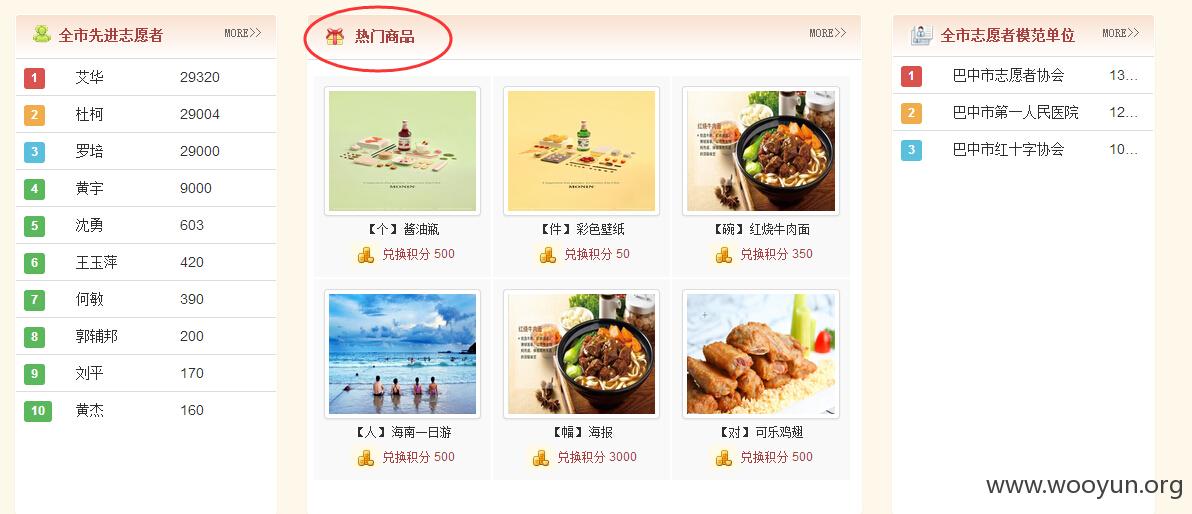 全市先进志愿者 MORE>>
1 艾华 29320
2 杜柯 29004
3 罗培 29000
4 黄宇 9000
5 沈勇 603
6 王玉萍 420
7 何敏 390
8 郭辅邦 200
9 刘平 170
10 黄杰 160
热门商品 MORE>>
MONIN
【个】酱油瓶
兑换积分 500
MONIN
【件】彩色壁纸
兑换积分 50
红烧牛肉面
【碗】红烧牛肉面
兑换积分 350
【人】海南一日游
兑换积分 500
红烧牛肉面
【幅】海报
兑换积分 3000
【对】可乐鸡翅
兑换积分 500
全市志愿者模范单位 MORE>>
1 巴中市志愿者协会 13...
2 巴中市第一人民医院 12...
3 巴中市红十字协会 10...
www.wooyun.org